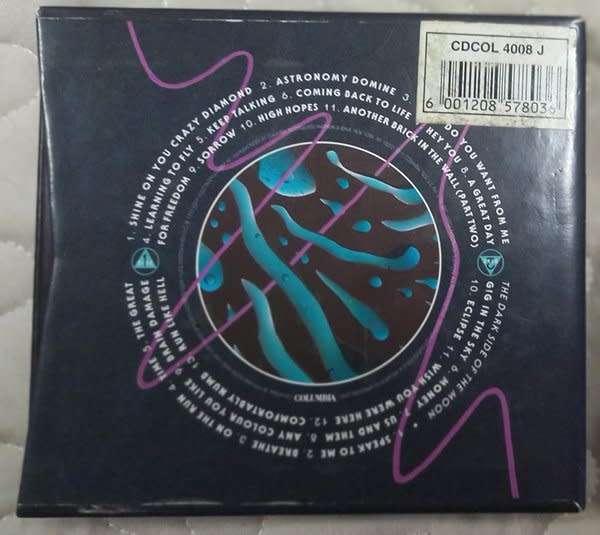 CDCOL 4008 J
6 001208 578036
1. SHINE ON YOU CRAZY DIAMOND 2. ASTRONOMY DOMINE 3. DO YOU WANT FROM ME
4. LEARNING TO FLY 5. KEEP TALKING 6. COMING BACK TO LIFE HEY YOU 8. A GREAT DAY
FOR FREEDOM 9. SORROW 10. HIGH HOPES 11. ANOTHER BRICK IN THE WALL (PART TWO)
THE DARK SIDE OF THE MOON • 1. SPEAK TO ME 2. BREATHE 3. ON THE RUN 4. TIME 5. THE GREAT
GIG IN THE SKY 6. MONEY 7. US AND THEM 8. ANY COLOUR YOU LIKE 9. BRAIN DAMAGE
10. ECLIPSE 11. WISH YOU WERE HERE 12. COMFORTABLY NUMB 13. RUN LIKE HELL
COLUMBIA